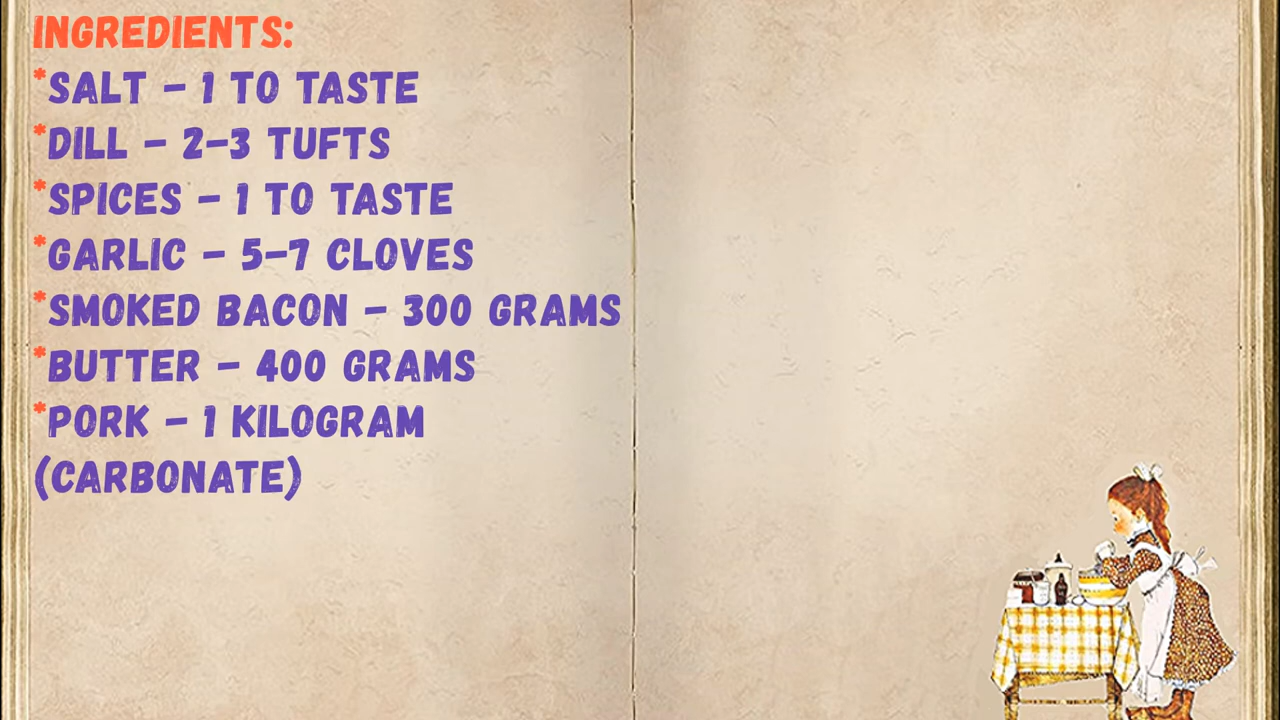 INGREDIENTS:
*SALT – 1 TO TASTE
*DILL – 2–3 TUFTS
*SPICES – 1 TO TASTE
*GARLIC – 5–7 CLOVES
*SMOKED BACON – 300 GRAMS
*BUTTER – 400 GRAMS
*PORK – 1 KILOGRAM
(CARBONATE)